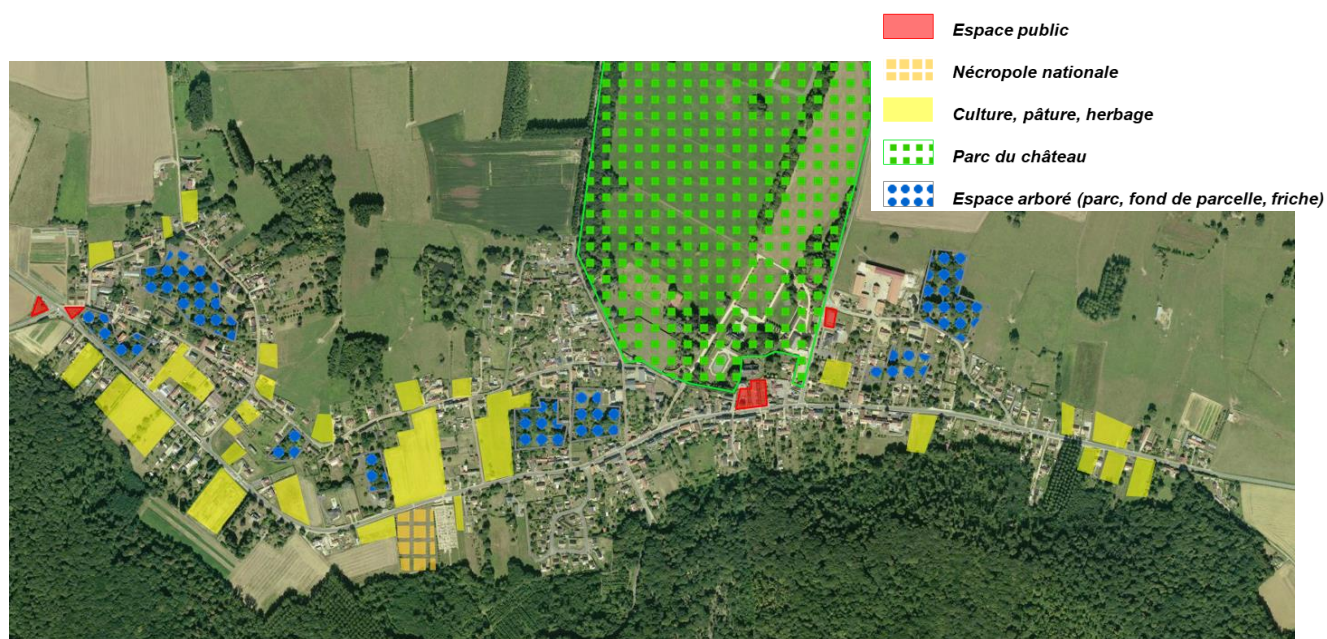 Espace public
Nécropole nationale
Culture, pâture, herbage
Parc du château
Espace arboré (parc, fond de parcelle, friche)